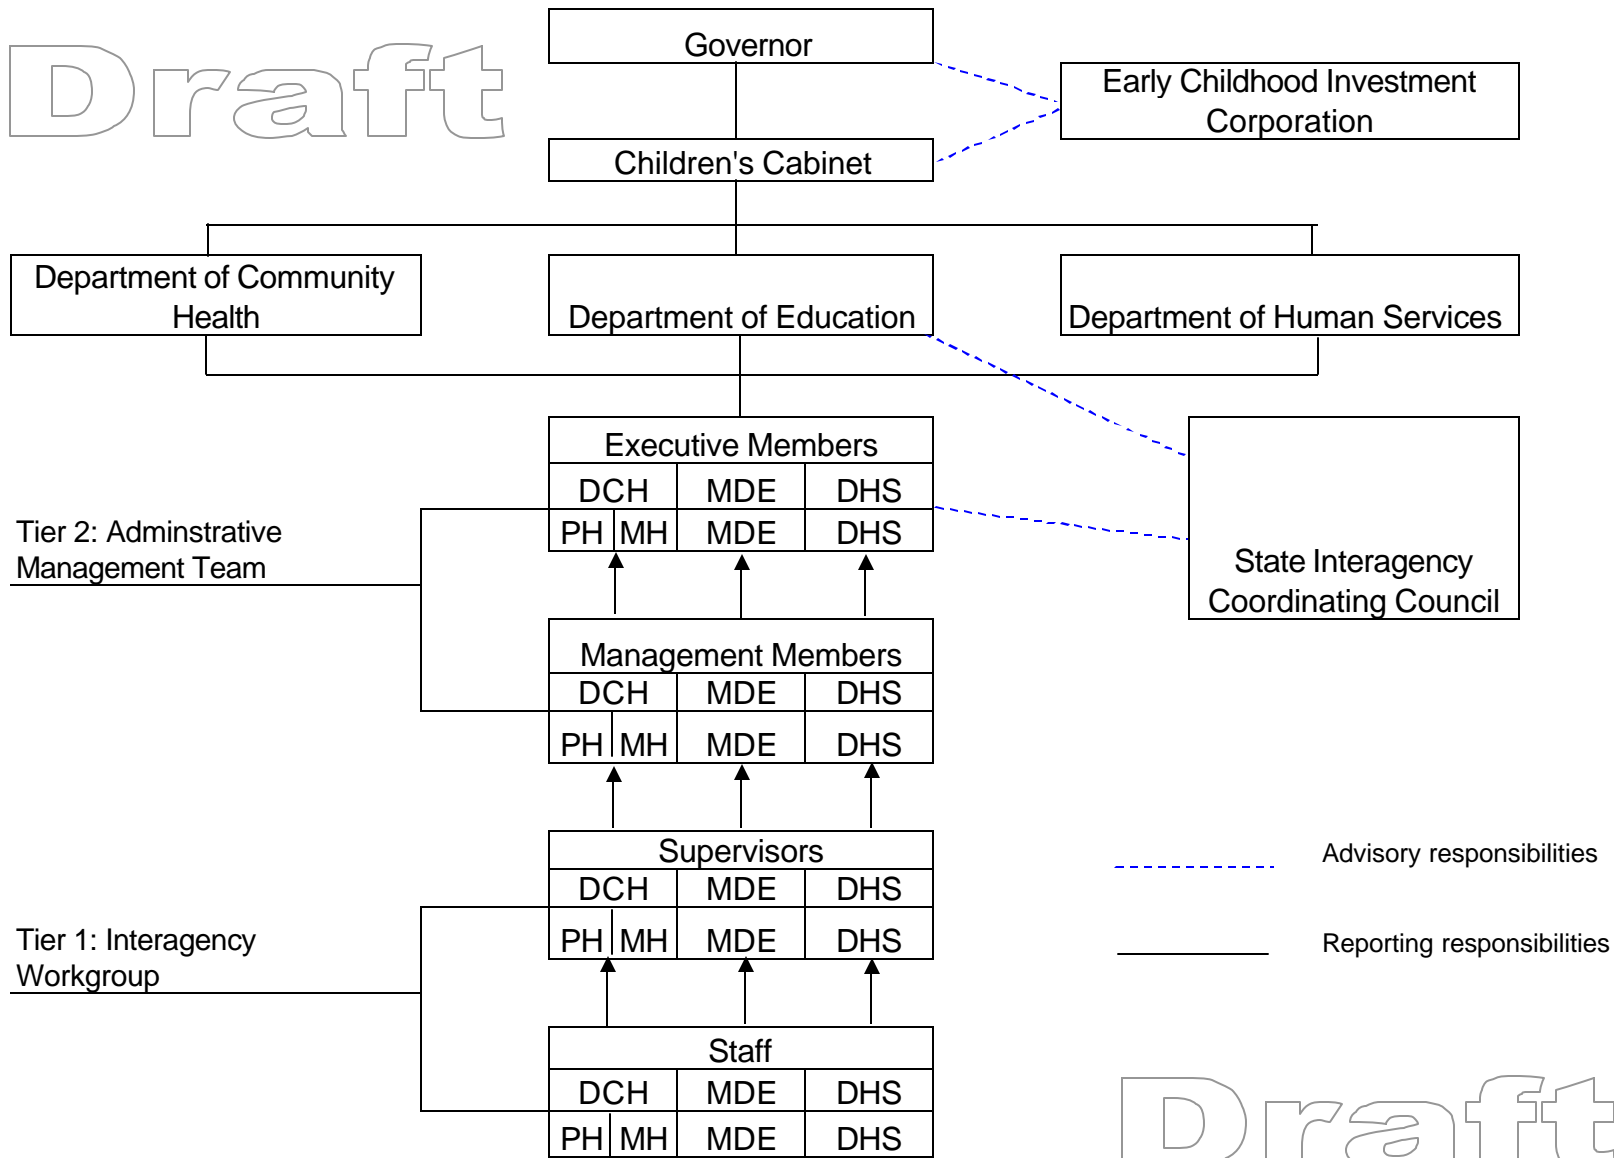 Draft
Governor
Early Childhood Investment
Corporation
Children's Cabinet
Department of Community
Health
Department of Education
Department of Human Services
Executive Members
DCH MDE DHS
PH MH MDE DHS
Tier 2: Adminstrative
Management Team
State Interagency
Coordinating Council
Management Members
DCH MDE DHS
PH MH MDE DHS
Supervisors
DCH MDE DHS
PH MH MDE DHS
Advisory responsibilities
Reporting responsibilities
Tier 1: Interagency
Workgroup
Staff
DCH MDE DHS
PH MH MDE DHS
Draft